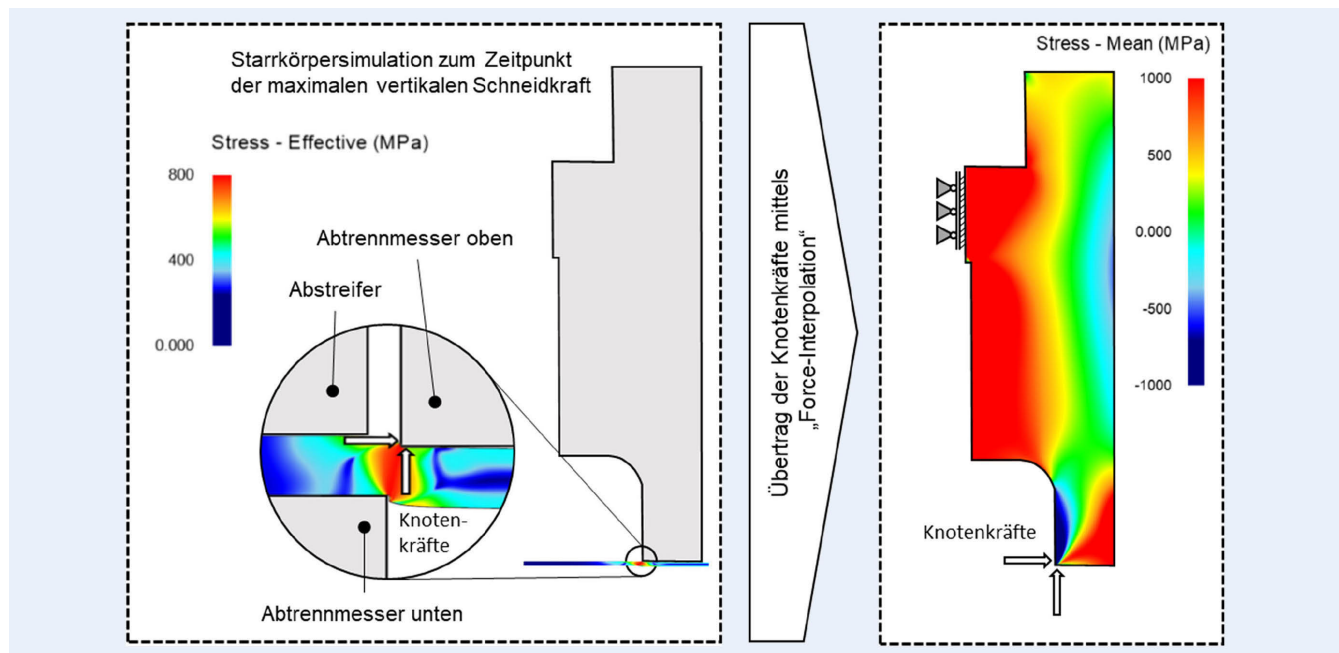 Starrkörpersimulation zum Zeitpunkt
der maximalen vertikalen Schneidkraft
Stress - Effective (MPa)
800
400
0.000
Abtrennmesser oben
Abstreifer
Knoten-
kräfte
Abtrennmesser unten
Übertrag der Knotenkräfte mittels
„Force-Interpolation“
Stress - Mean (MPa)
1000
500
0.000
-500
-1000
Knotenkräfte